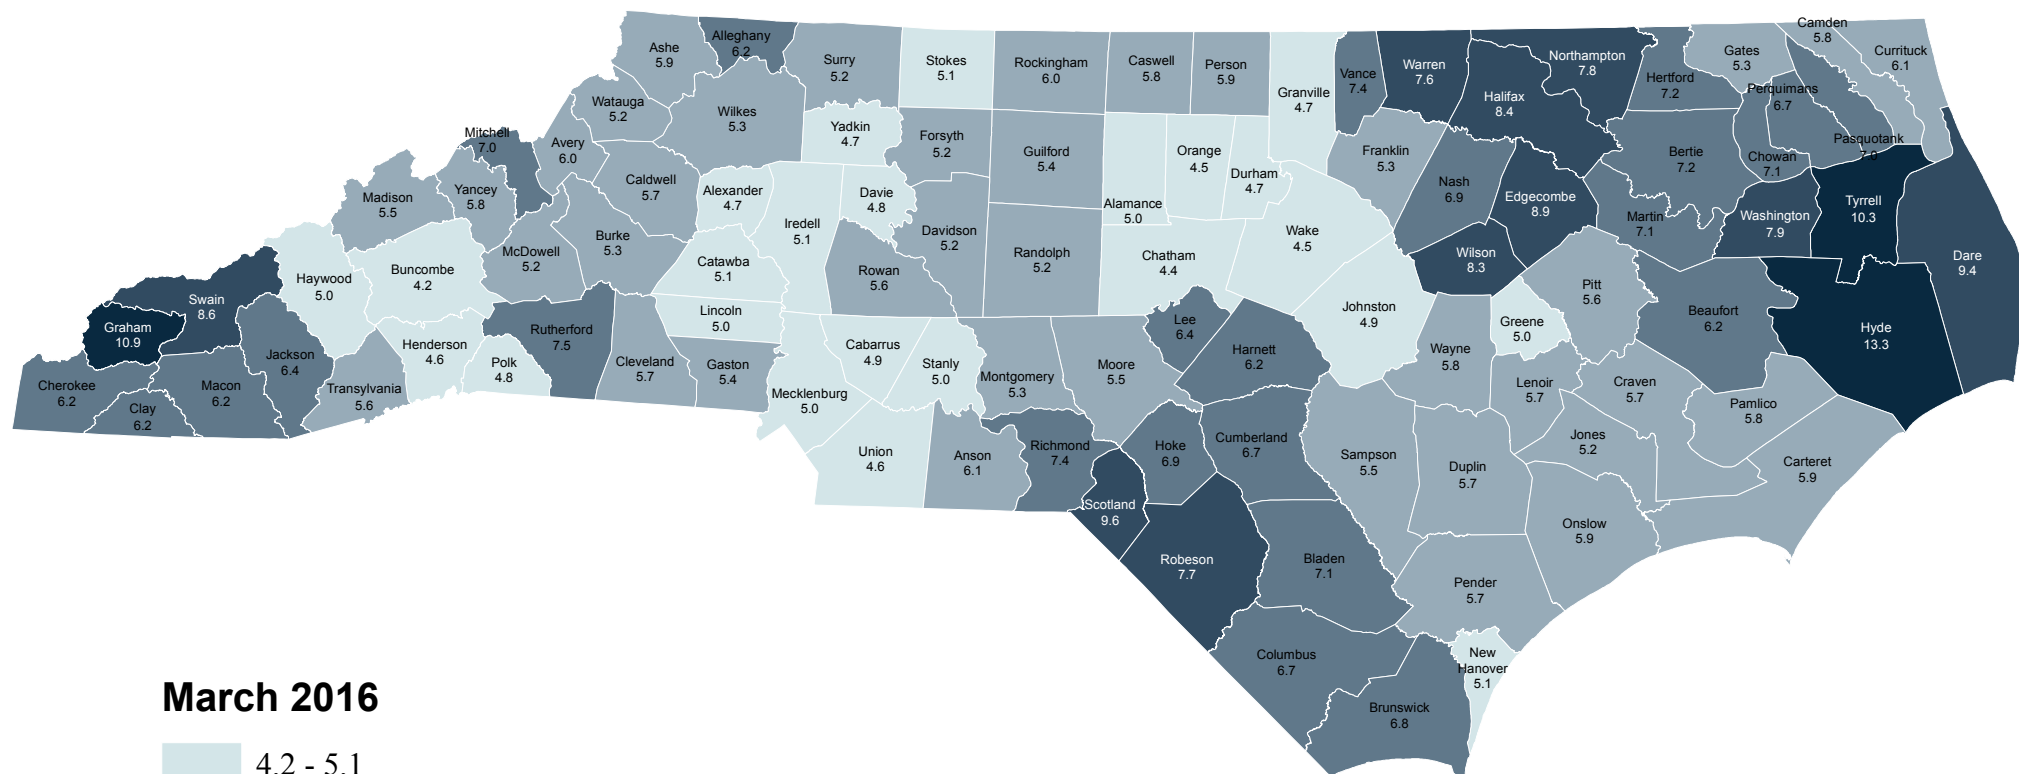 Camden
5.8
Alleghany
6.2
Ashe
5.9
Surry
5.2
Stokes
5.1
Rockingham
6.0
Caswell
5.8
Person
5.9
Granville
4.7
Vance
7.4
Warren
7.6
Northampton
7.8
Halifax
8.4
Hertford
7.2
Gates
5.3
Currituck
6.1
Perquimans
6.7
Pasquotank
7.0
Chowan
7.1
Watauga
5.2
Wilkes
5.3
Yadkin
4.7
Forsyth
5.2
Guilford
5.4
Alamance
5.0
Orange
4.5
Durham
4.7
Franklin
5.3
Nash
6.9
Edgecombe
8.9
Bertie
7.2
Martin
7.1
Washington
7.9
Tyrrell
10.3
Dare
9.4
Mitchell
7.0
Avery
6.0
Yancey
5.8
Madison
5.5
Caldwell
5.7
Alexander
4.7
Iredell
5.1
Davie
4.8
Davidson
5.2
Randolph
5.2
Chatham
4.4
Wake
4.5
Wilson
8.3
Pitt
5.6
Beaufort
6.2
Hyde
13.3
McDowell
5.2
Burke
5.3
Catawba
5.1
Rowan
5.6
Lincoln
5.0
Buncombe
4.2
Haywood
5.0
Swain
8.6
Graham
10.9
Cherokee
6.2
Clay
6.2
Macon
6.2
Jackson
6.4
Transylvania
5.6
Henderson
4.6
Polk
4.8
Rutherford
7.5
Cleveland
5.7
Gaston
5.4
Mecklenburg
5.0
Cabarrus
4.9
Stanly
5.0
Montgomery
5.3
Moore
5.5
Lee
6.4
Harnett
6.2
Johnston
4.9
Wayne
5.8
Greene
5.0
Lenoir
5.7
Craven
5.7
Pamlico
5.8
Jones
5.2
Carteret
5.9
Union
4.6
Anson
6.1
Richmond
7.4
Scotland
9.6
Hoke
6.9
Cumberland
6.7
Sampson
5.5
Duplin
5.7
Onslow
5.9
Robeson
7.7
Bladen
7.1
Pender
5.7
Columbus
6.7
Brunswick
6.8
New
Hanover
5.1
March 2016
4.2 - 5.1